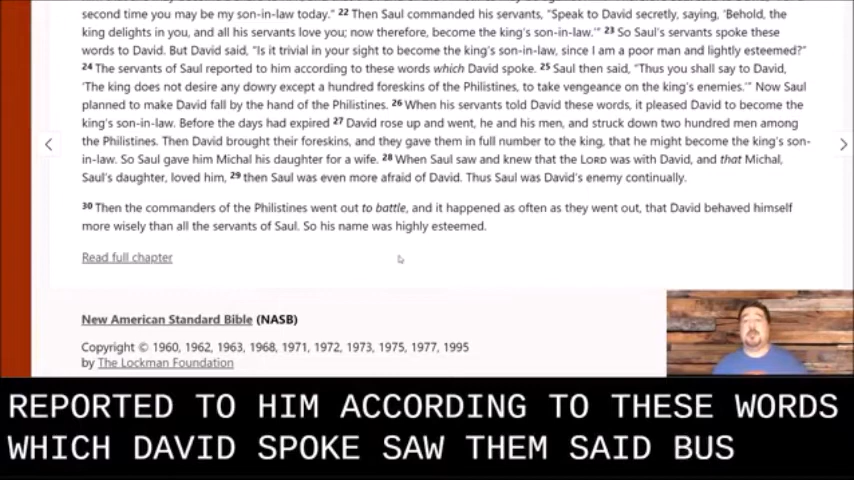 second time you may be my son-in-law today.” 22 Then Saul commanded his servants, “Speak to David secretly, saying, ‘Behold, the
king delights in you, and all his servants love you; now therefore, become the king’s son-in-law.’” 23 So Saul’s servants spoke these
words to David. But David said, “Is it trivial in your sight to become the king’s son-in-law, since I am a poor man and lightly esteemed?”
24 The servants of Saul reported to him according to these words which David spoke. 25 Saul then said, “Thus you shall say to David,
‘The king does not desire any dowry except a hundred foreskins of the Philistines, to take vengeance on the king’s enemies.’” Now Saul
planned to make David fall by the hand of the Philistines. 26 When his servants told David these words, it pleased David to become the
king’s son-in-law. Before the days had expired 27 David rose up and went, he and his men, and struck down two hundred men among
the Philistines. Then David brought their foreskins, and they gave them in full number to the king, that he might become the king’s son-
in-law. So Saul gave him Michal his daughter for a wife. 28 When Saul saw and knew that the LORD was with David, and that Michal,
Saul’s daughter, loved him, 29 then Saul was even more afraid of David. Thus Saul was David’s enemy continually.
30 Then the commanders of the Philistines went out to battle, and it happened as often as they went out, that David behaved himself
more wisely than all the servants of Saul. So his name was highly esteemed.
Read full chapter
New American Standard Bible (NASB)
Copyright © 1960, 1962, 1963, 1968, 1971, 1972, 1973, 1975, 1977, 1995
by The Lockman Foundation
REPORTED TO HIM ACCORDING TO THESE WORDS
WHICH DAVID SPOKE SAW THEM SAID BUS